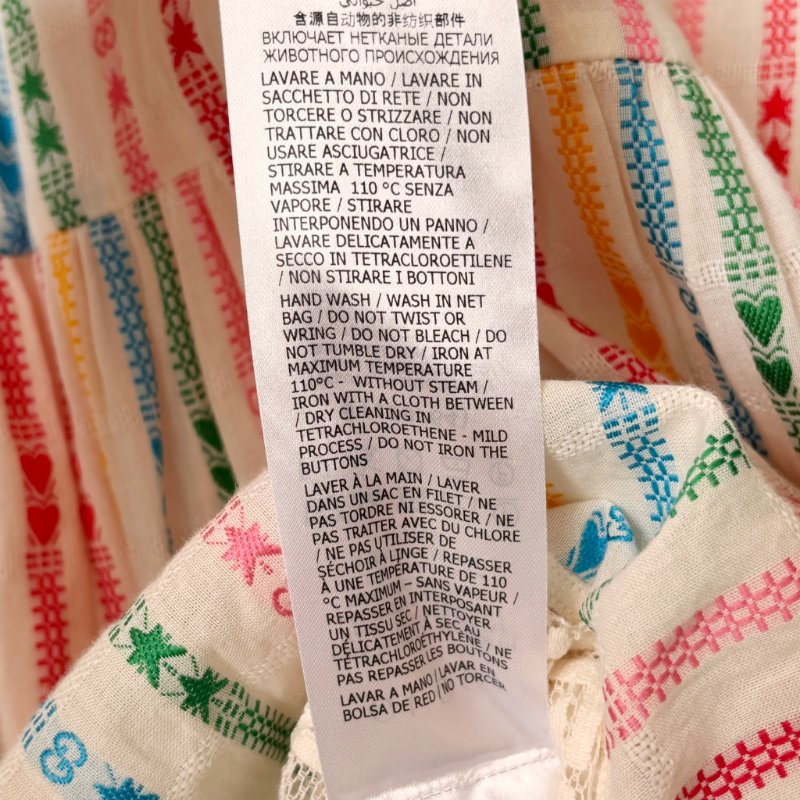 أصل حيواني
含源自动物的非纺织部件
ВКЛЮЧАЕТ НЕТКАНЫЕ ДЕТАЛИ
ЖИВОТНОГО ПРОИСХОЖДЕНИЯ
LAVARE A MANO / LAVARE IN
SACCHETTO DI RETE / NON
TORCERE O STRIZZARE / NON
TRATTARE CON CLORO / NON
USARE ASCIUGATRICE /
STIRARE A TEMPERATURA
MASSIMA 110 °C SENZA
VAPORE / STIRARE
INTERPONENDO UN PANNO /
LAVARE DELICATAMENTE A
SECCO IN TETRACLOROETILENE
/ NON STIRARE I BOTTONI
HAND WASH / WASH IN NET
BAG / DO NOT TWIST OR
WRING / DO NOT BLEACH / DO
NOT TUMBLE DRY / IRON AT
MAXIMUM TEMPERATURE
110°C - WITHOUT STEAM /
IRON WITH A CLOTH BETWEEN
/ DRY CLEANING IN
TETRACHLOROETHENE - MILD
PROCESS / DO NOT IRON THE
BUTTONS
LAVER À LA MAIN / LAVER
DANS UN SAC EN FILET / NE
PAS TORDRE NI ESSORER / NE
PAS TRAITER AVEC DU CHLORE
/ NE PAS UTILISER DE
SÉCHOIR À LINGE / REPASSER
À UNE TEMPÉRATURE DE 110
°C MAXIMUM – SANS VAPEUR /
REPASSER EN INTERPOSANT
UN TISSU SEC / NETTOYER
DÉLICATEMENT À SEC AU
TÉTRACHLOROÉTHYLÈNE / NE
PAS REPASSER LES BOUTONS
LAVAR A MANO / LAVAR EN
BOLSA DE RED / NO TORCER